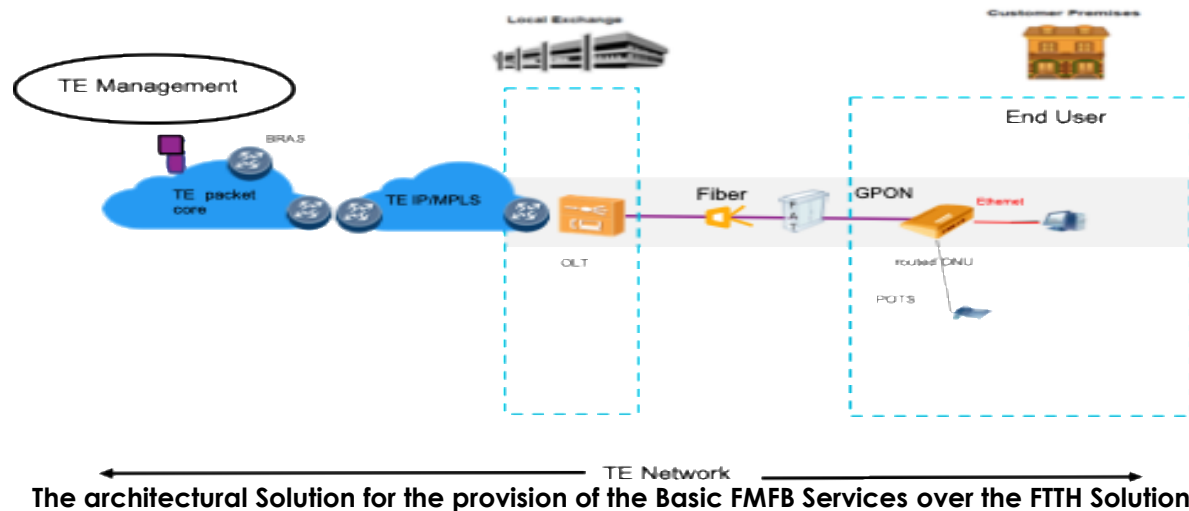 Local Exchange
Customer Premises
TE Management
End User
BRAS
TE packet
core
TE IP/MPLS
Fiber
FAT
GPON
Ethernet
OLT
routed ONU
POTS
TE Network
The architectural Solution for the provision of the Basic FMFB Services over the FTTH Solution